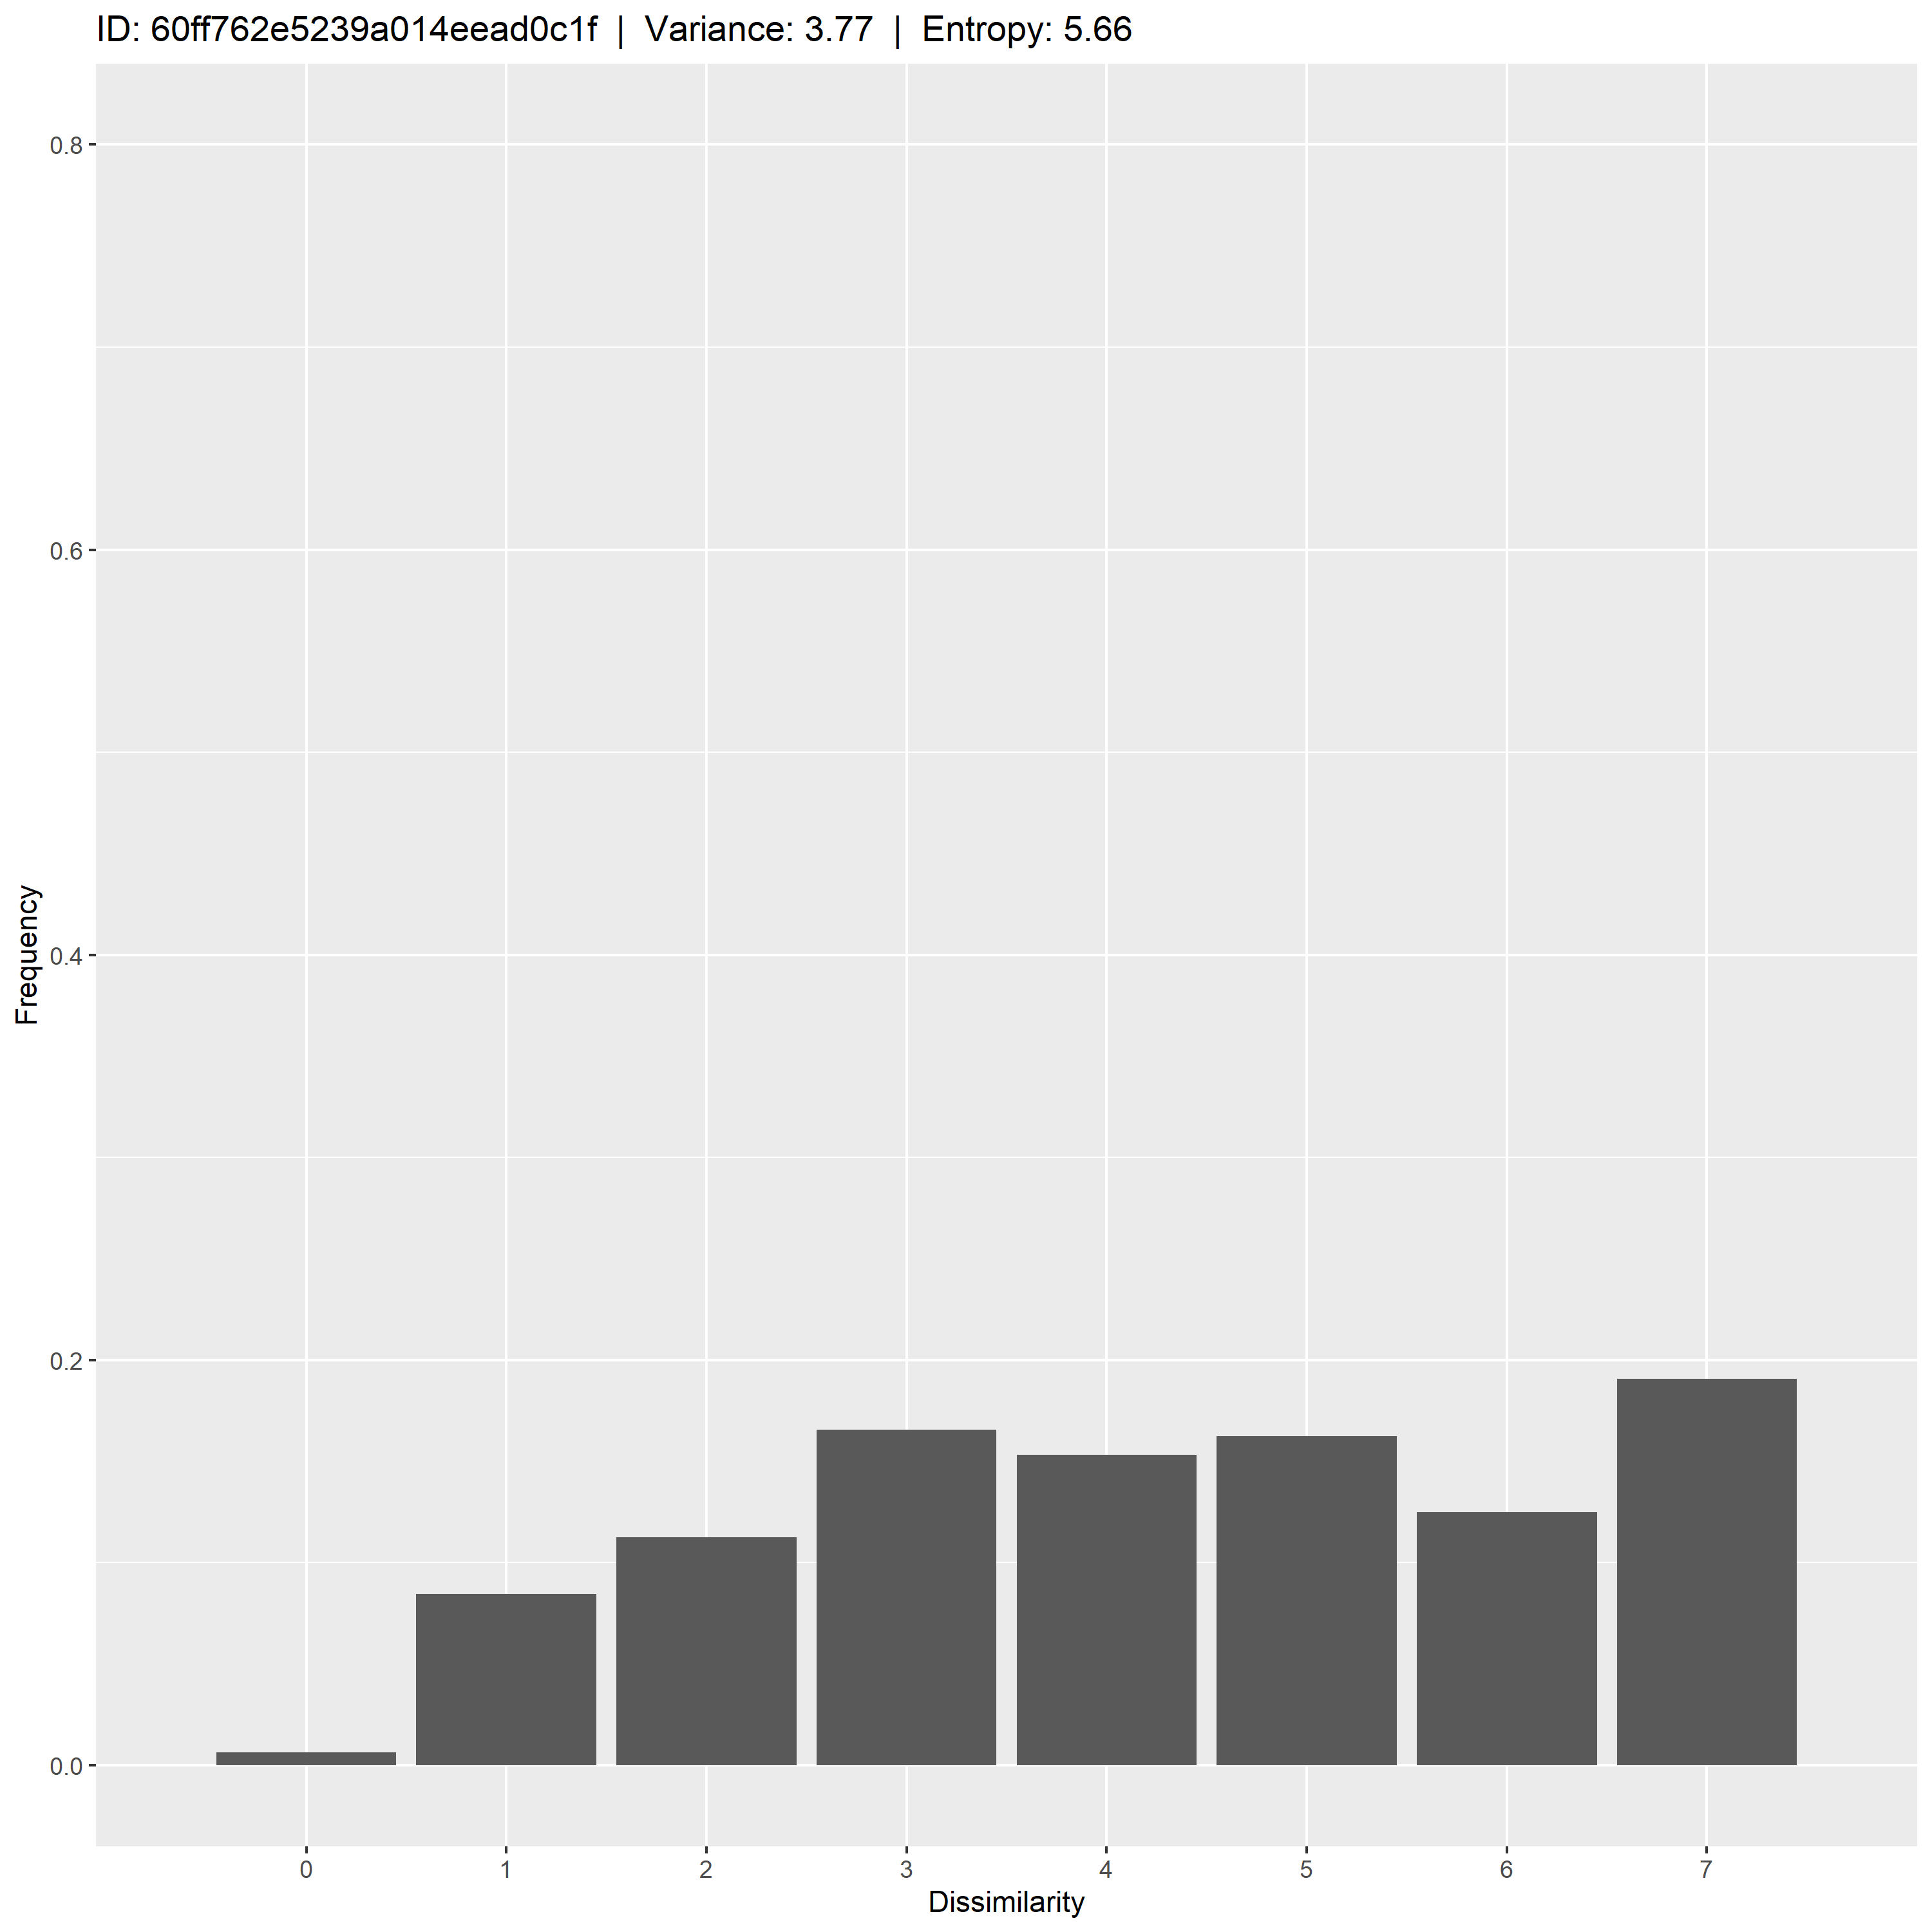 ID: 60ff762e5239a014eead0c1f | Variance: 3.77 | Entropy: 5.66
0.8
0.6
0.4
0.2
0.0
Frequency
0 1 2 3 4 5 6 7
Dissimilarity